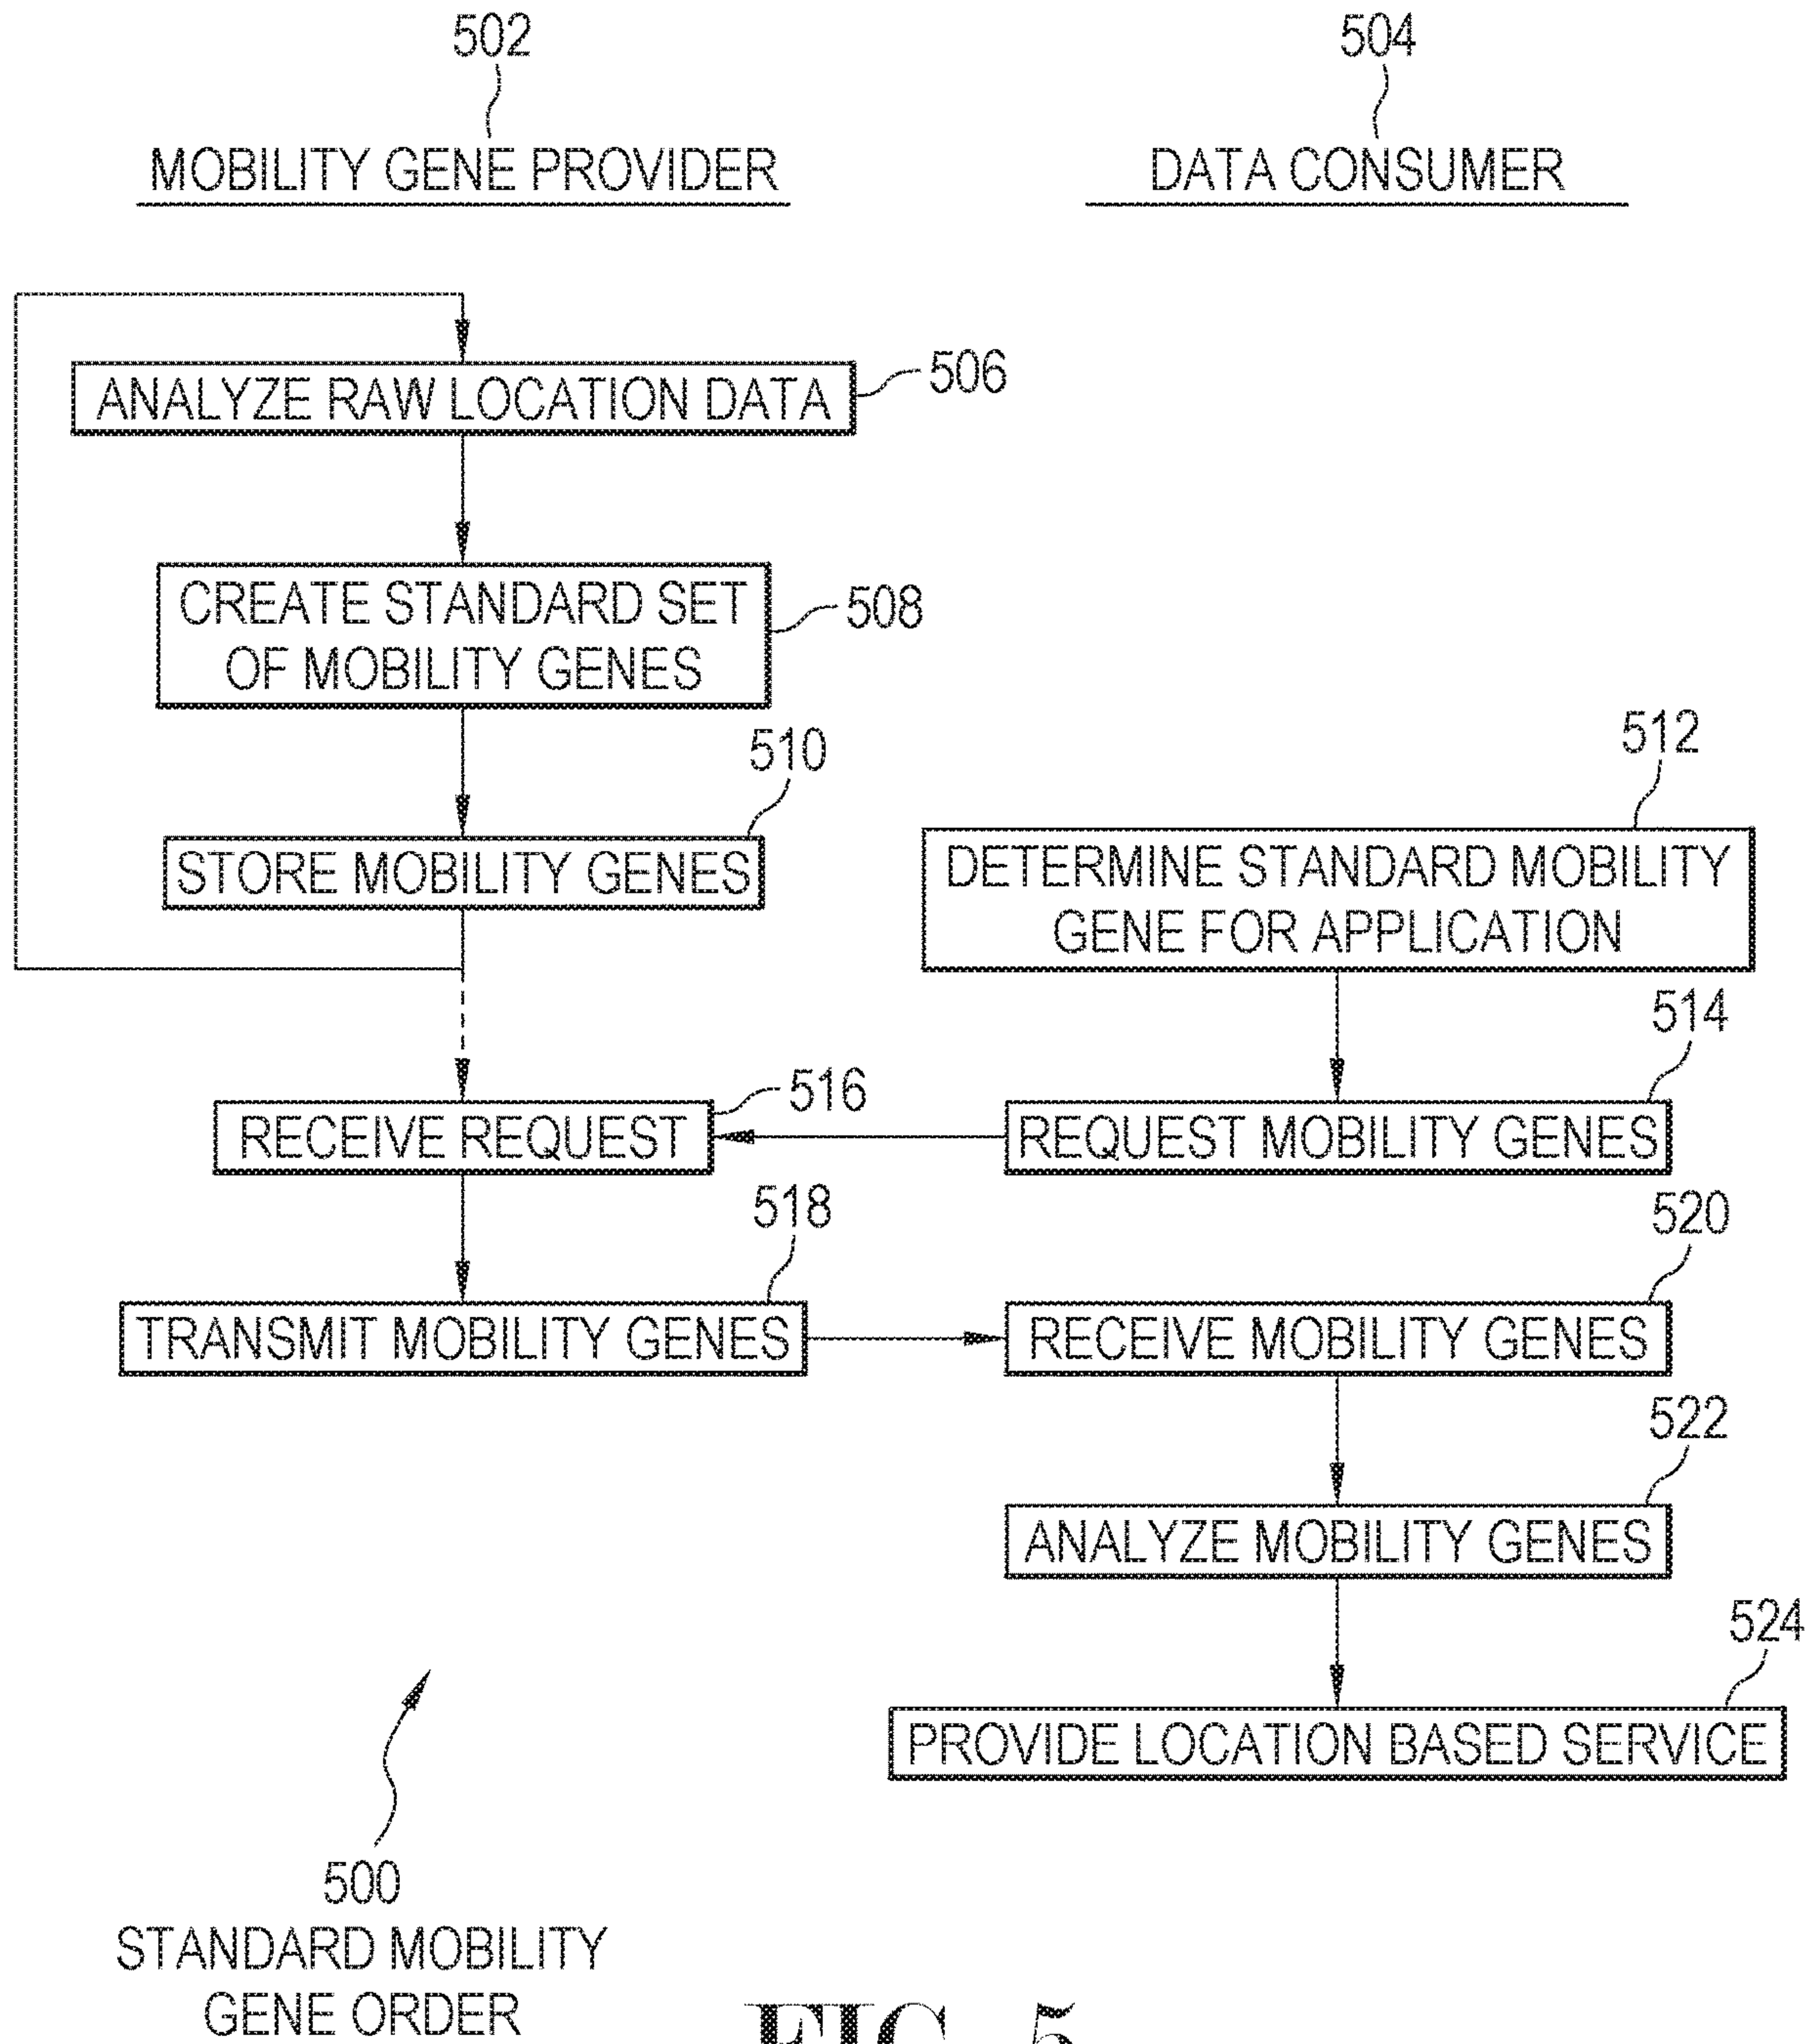 502
504
MOBILITY GENE PROVIDER
DATA CONSUMER
ANALYZE RAW LOCATION DATA
506
CREATE STANDARD SET
OF MOBILITY GENES
508
510
STORE MOBILITY GENES
512
DETERMINE STANDARD MOBILITY
GENE FOR APPLICATION
514
RECEIVE REQUEST
516
REQUEST MOBILITY GENES
518
520
TRANSMIT MOBILITY GENES
RECEIVE MOBILITY GENES
522
ANALYZE MOBILITY GENES
524
PROVIDE LOCATION BASED SERVICE
500
STANDARD MOBILITY
GENE ORDER
FIG. 5